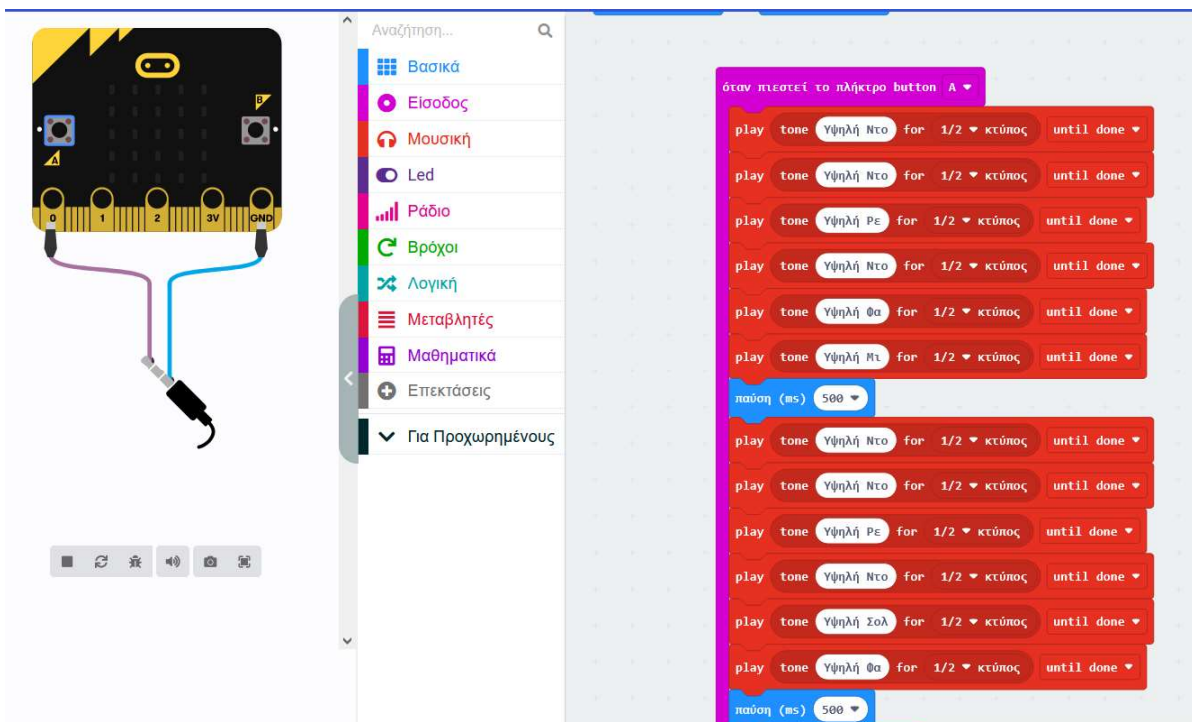 B
A
0 1 2 3V GND
Αναζήτηση...
Βασικά
Είσοδος
Μουσική
Led
Ράδιο
Βρόχοι
Λογική
Μεταβλητές
Μαθηματικά
Επεκτάσεις
Για Προχωρημένους
όταν πιεστεί το πλήκτρο button A
play tone Υψηλή Ντο for 1/2 κτύπος until done
play tone Υψηλή Ντο for 1/2 κτύπος until done
play tone Υψηλή Ρε for 1/2 κτύπος until done
play tone Υψηλή Ντο for 1/2 κτύπος until done
play tone Υψηλή Φα for 1/2 κτύπος until done
play tone Υψηλή Μι for 1/2 κτύπος until done
παύση (ms) 500
play tone Υψηλή Ντο for 1/2 κτύπος until done
play tone Υψηλή Ντο for 1/2 κτύπος until done
play tone Υψηλή Ρε for 1/2 κτύπος until done
play tone Υψηλή Ντο for 1/2 κτύπος until done
play tone Υψηλή Σολ for 1/2 κτύπος until done
play tone Υψηλή Φα for 1/2 κτύπος until done
παύση (ms) 500